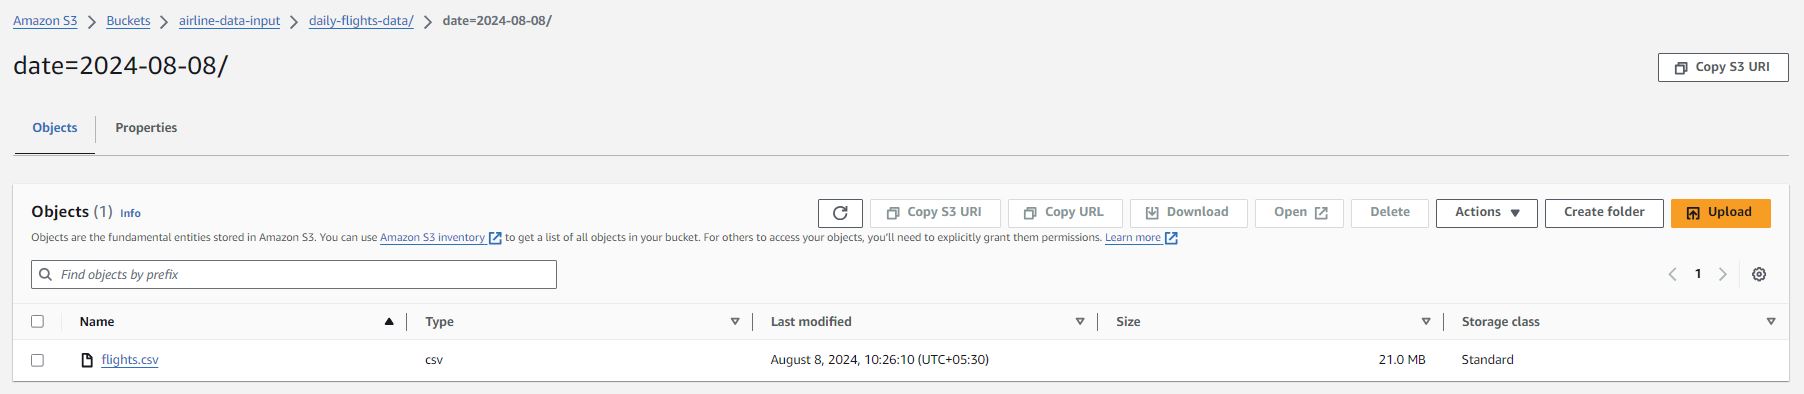 Amazon S3 > Buckets > airline-data-input > daily-flights-data/ > date=2024-08-08/
date=2024-08-08/
Copy S3 URI
Objects Properties
Objects (1) Info
Copy S3 URI Copy URL Download Open Delete Actions Create folder Upload
Objects are the fundamental entities stored in Amazon S3. You can use Amazon S3 inventory to get a list of all objects in your bucket. For others to access your objects, you'll need to explicitly grant them permissions. Learn more
Find objects by prefix
1
Name Type Last modified Size Storage class
flights.csv csv August 8, 2024, 10:26:10 (UTC+05:30) 21.0 MB Standard